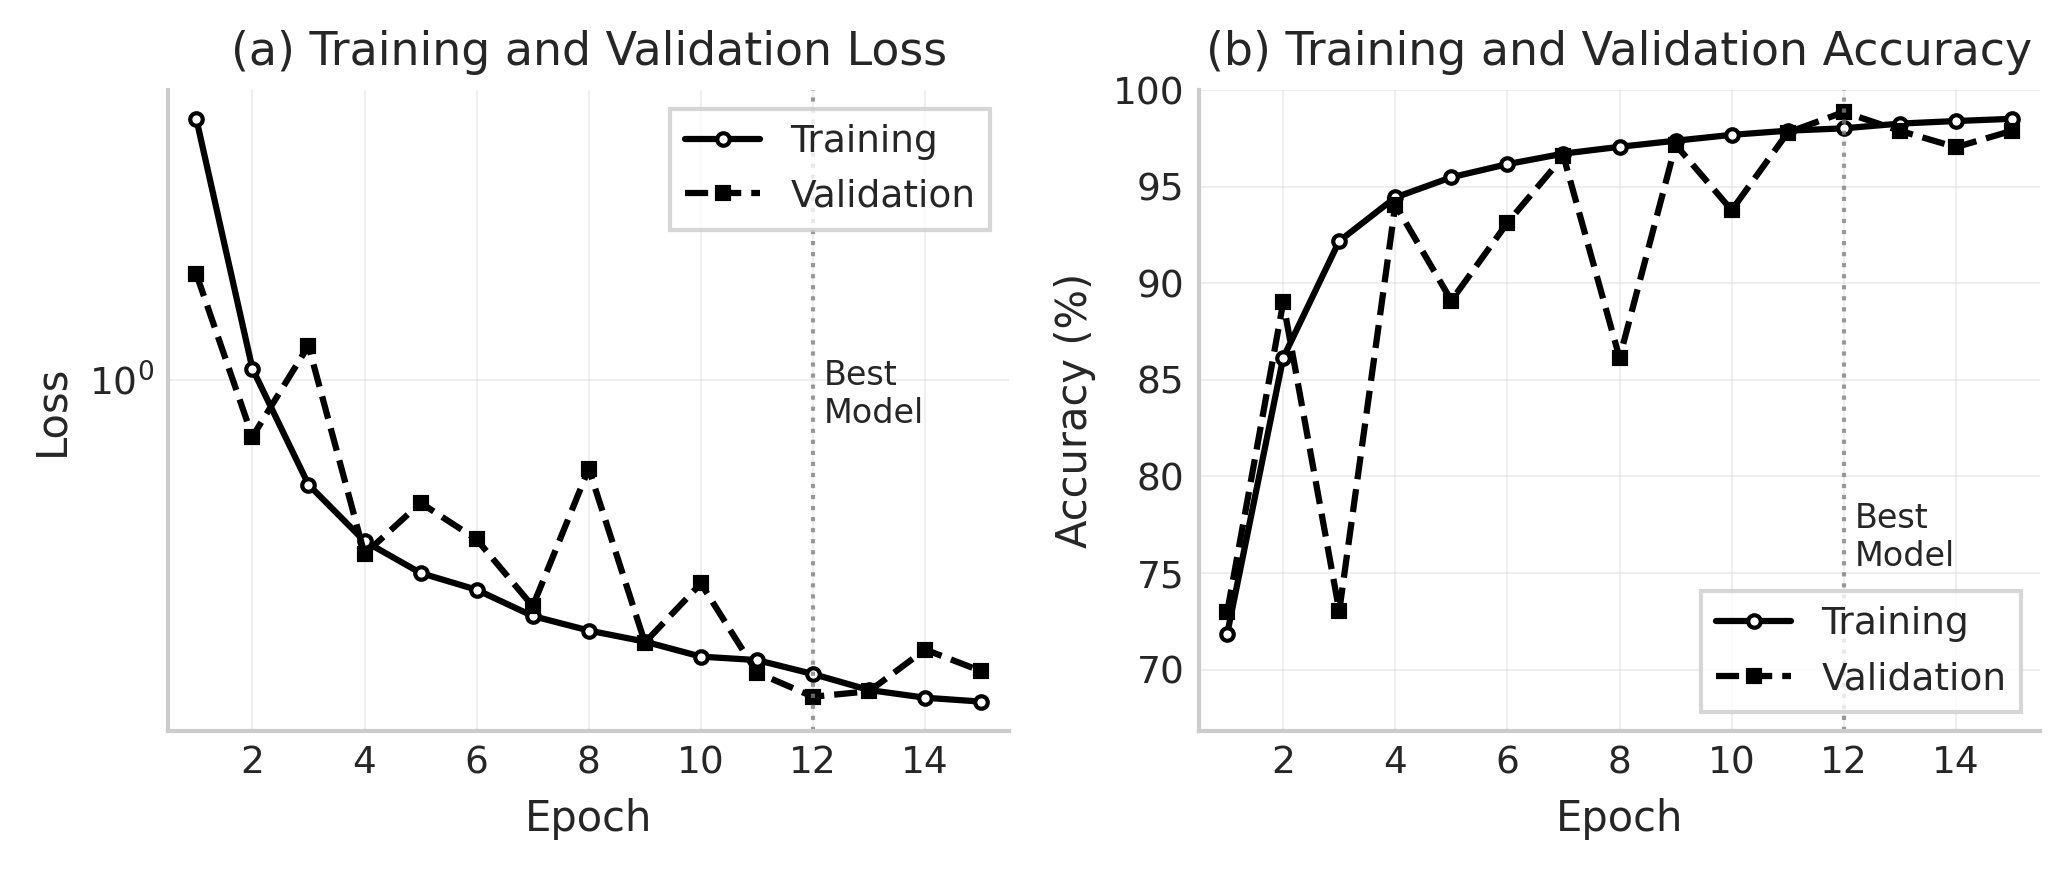 (a) Training and Validation Loss
Training
Validation
Best
Model
10⁰
Loss
2 4 6 8 10 12 14
Epoch
(b) Training and Validation Accuracy
100
95
90
85
80
75
70
Accuracy (%)
Best
Model
Training
Validation
2 4 6 8 10 12 14
Epoch